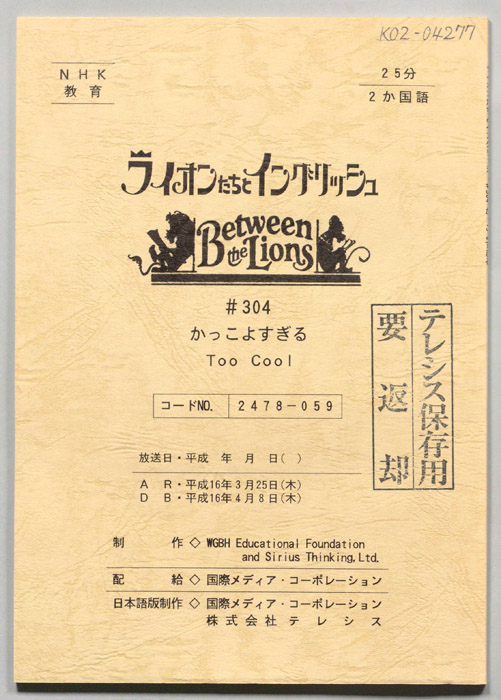 K02-04277
NHK
教育
25分
2か国語
ライオンたちとイングリッシュ
Between
the Lions
#304
かっこよすぎる
Too Cool
コードNO. 2478-059
テレシス保存用
要返却
放送日・平成　年　月　日(　)
AR・平成16年3月25日(木)
DB・平成16年4月8日(木)
制作◇WGBH Educational Foundation
and Sirius Thinking, Ltd.
配給◇国際メディア・コーポレーション
日本語版制作◇国際メディア・コーポレーション
株式会社テレシス